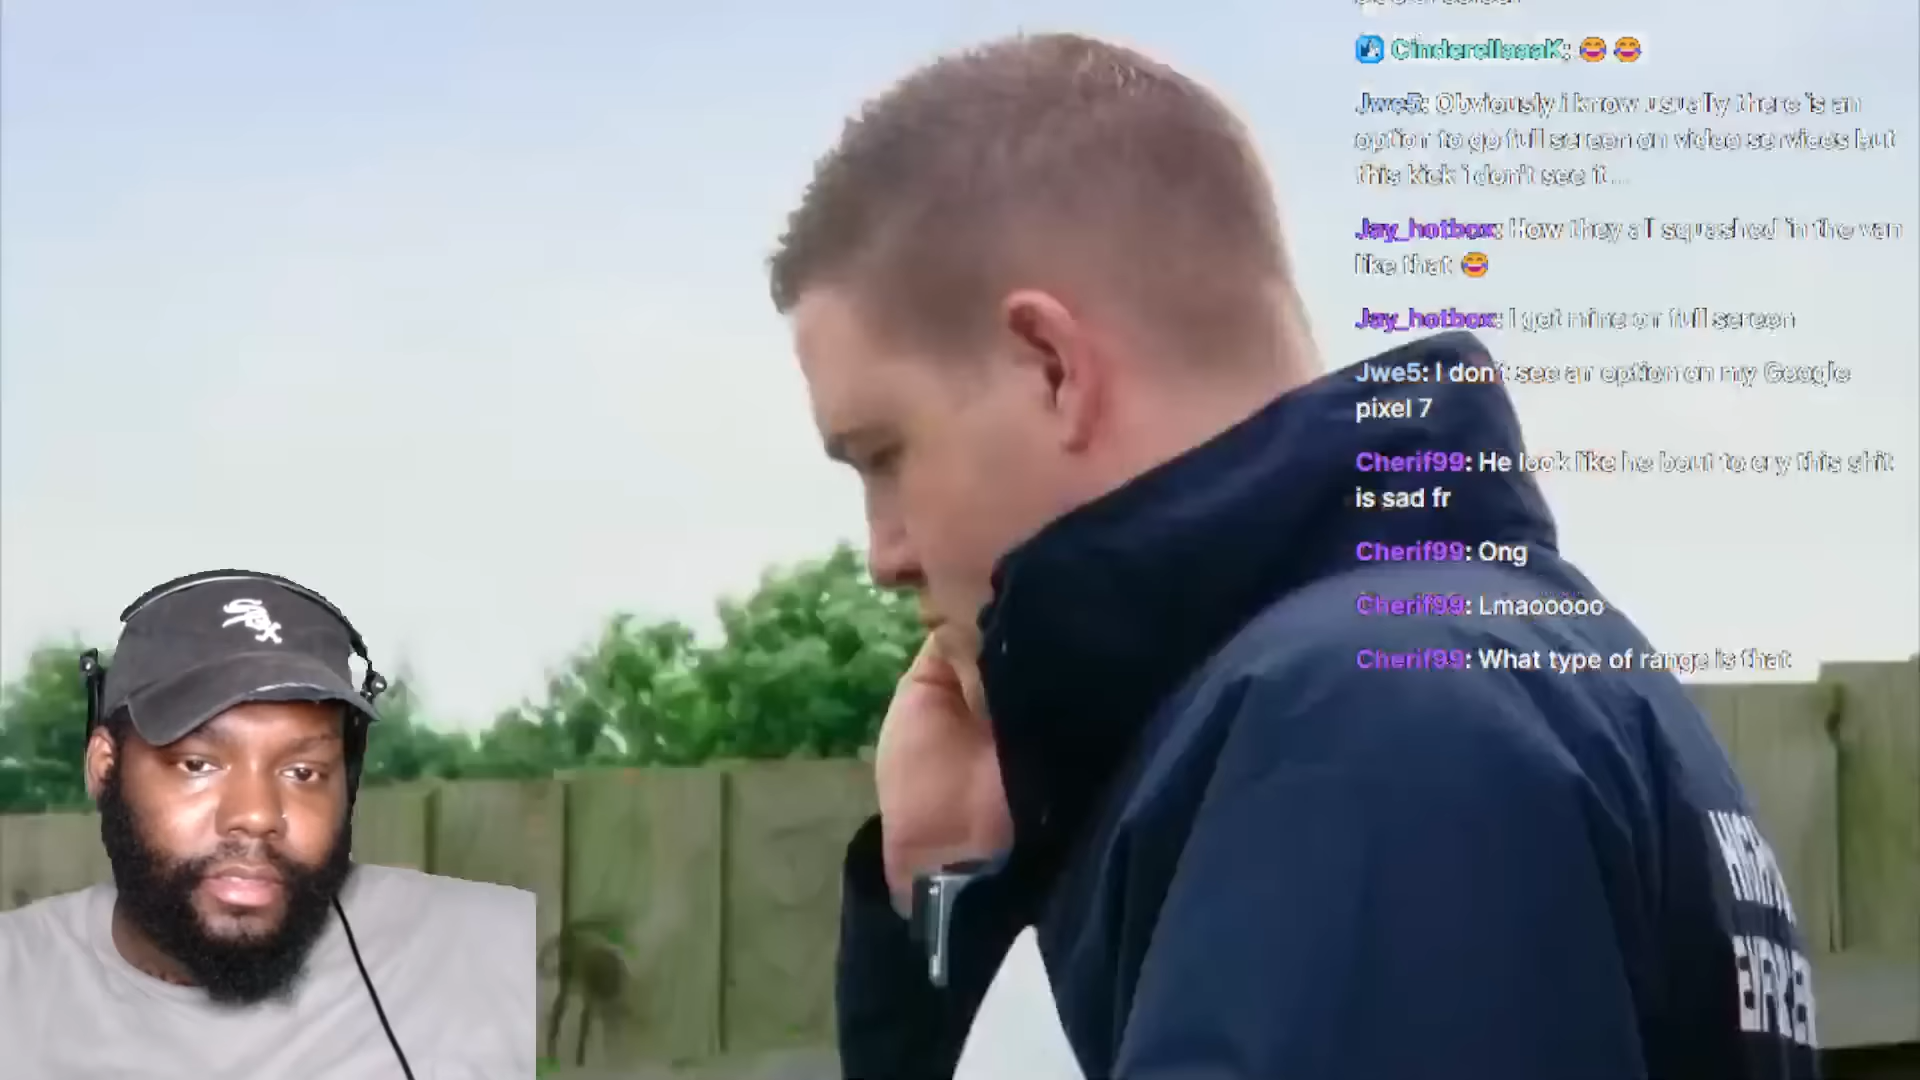 CinderellaaaK: 😂 😂
Jwe5: Obviously i know usually there is an
option to go full screen on video services but
this kick i don't see it...
Jay_hotbox: How they all squashed in the van
like that 😂
Jay_hotbox: I got mine on full screen
Jwe5: I don't see an option on my Google
pixel 7
Cherif99: He look like he bout to cry this shit
is sad fr
Cherif99: Ong
Cherif99: Lmaooooo
Cherif99: What type of range is that
Sox
HIGH